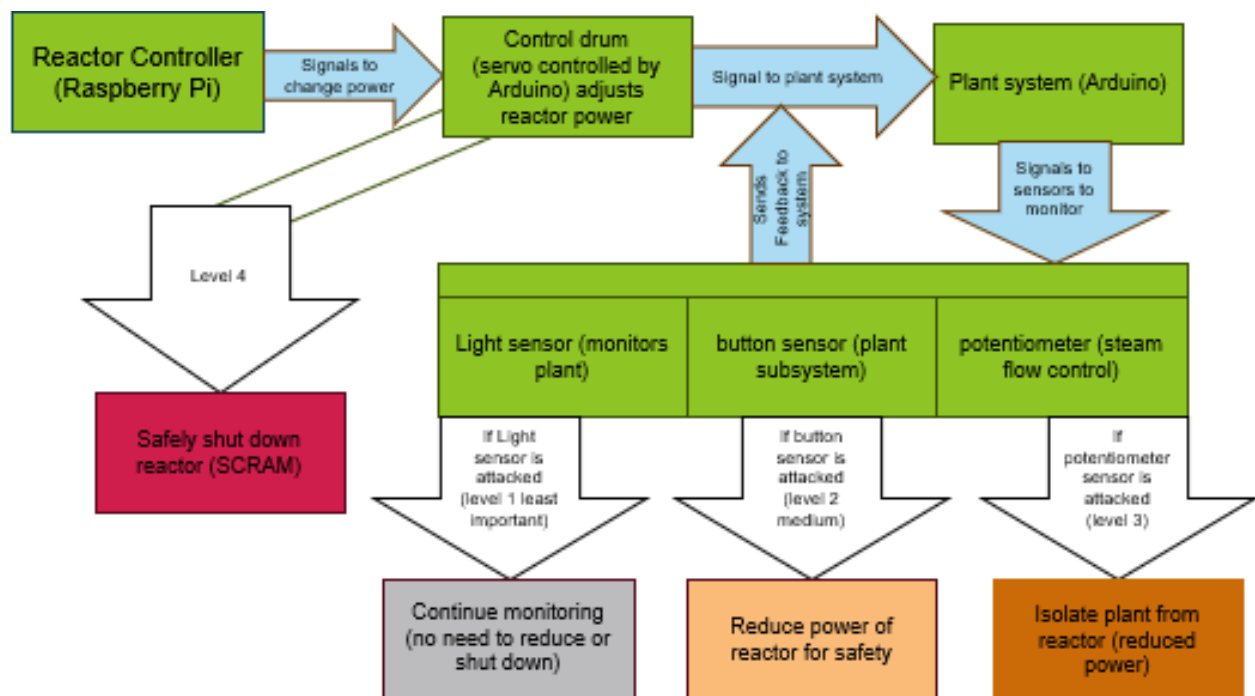 Reactor Controller
(Raspberry Pi)
Signals to
change power
Control drum
(servo controlled by
Arduino) adjusts
reactor power
Signal to plant system
Plant system (Arduino)
Sends
Feedback to
system
Signals to
sensors to
monitor
Level 4
Light sensor (monitors
plant)
button sensor (plant
subsystem)
potentiometer (steam
flow control)
Safely shut down
reactor (SCRAM)
If Light
sensor is
attacked
(level 1 least
important)
If button
sensor is
attacked
(level 2
medium)
If
potentiometer
sensor is
attacked
(level 3)
Continue monitoring
(no need to reduce or
shut down)
Reduce power of
reactor for safety
Isolate plant from
reactor (reduced
power)